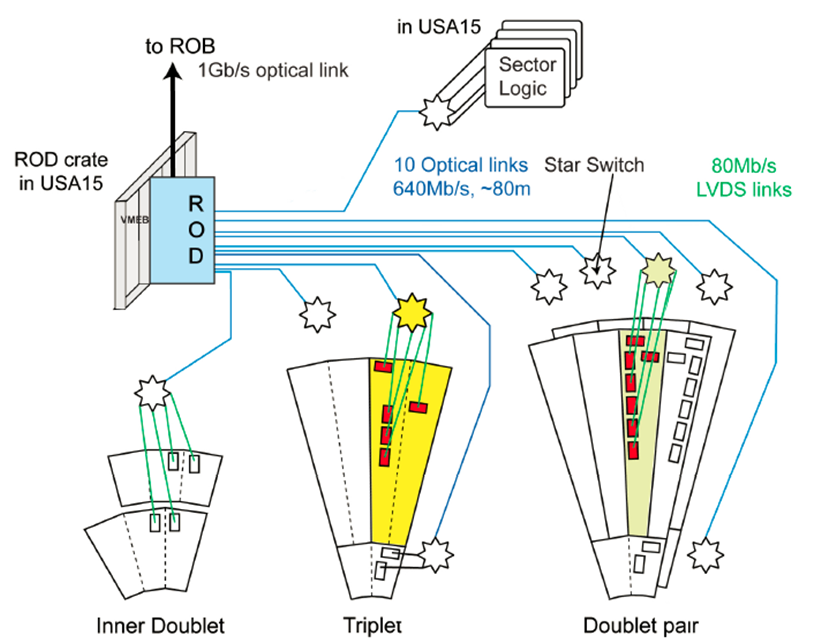 in USA15
to ROB
1Gb/s optical link
Sector
Logic
ROD crate
in USA15
10 Optical links
640Mb/s, ~80m
Star Switch
80Mb/s
LVDS links
VMEB
R
O
D
Inner Doublet
Triplet
Doublet pair